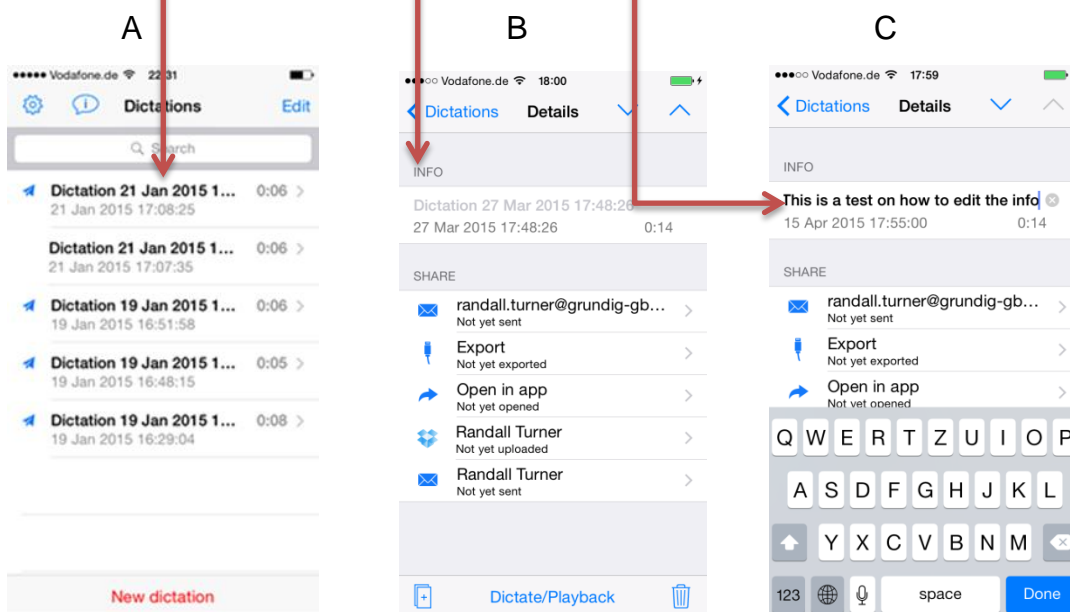 A
B
C
Vodafone.de 22:31
Dictations
Edit
Search
Dictation 21 Jan 2015 1... 0:06
21 Jan 2015 17:08:25
Dictation 21 Jan 2015 1... 0:06
21 Jan 2015 17:07:35
Dictation 19 Jan 2015 1... 0:06
19 Jan 2015 16:51:58
Dictation 19 Jan 2015 1... 0:05
19 Jan 2015 16:48:15
Dictation 19 Jan 2015 1... 0:08
19 Jan 2015 16:29:04
New dictation
Vodafone.de 18:00
Dictations Details
INFO
Dictation 27 Mar 2015 17:48:26
27 Mar 2015 17:48:26 0:14
SHARE
randall.turner@grundig-gb...
Not yet sent
Export
Not yet exported
Open in app
Not yet opened
Randall Turner
Not yet uploaded
Randall Turner
Not yet sent
Dictate/Playback
Vodafone.de 17:59
Dictations Details
INFO
This is a test on how to edit the info
15 Apr 2015 17:55:00 0:14
SHARE
randall.turner@grundig-gb...
Not yet sent
Export
Not yet exported
Open in app
Not yet opened
Q W E R T Z U I O P
A S D F G H J K L
Y X C V B N M
123 space Done